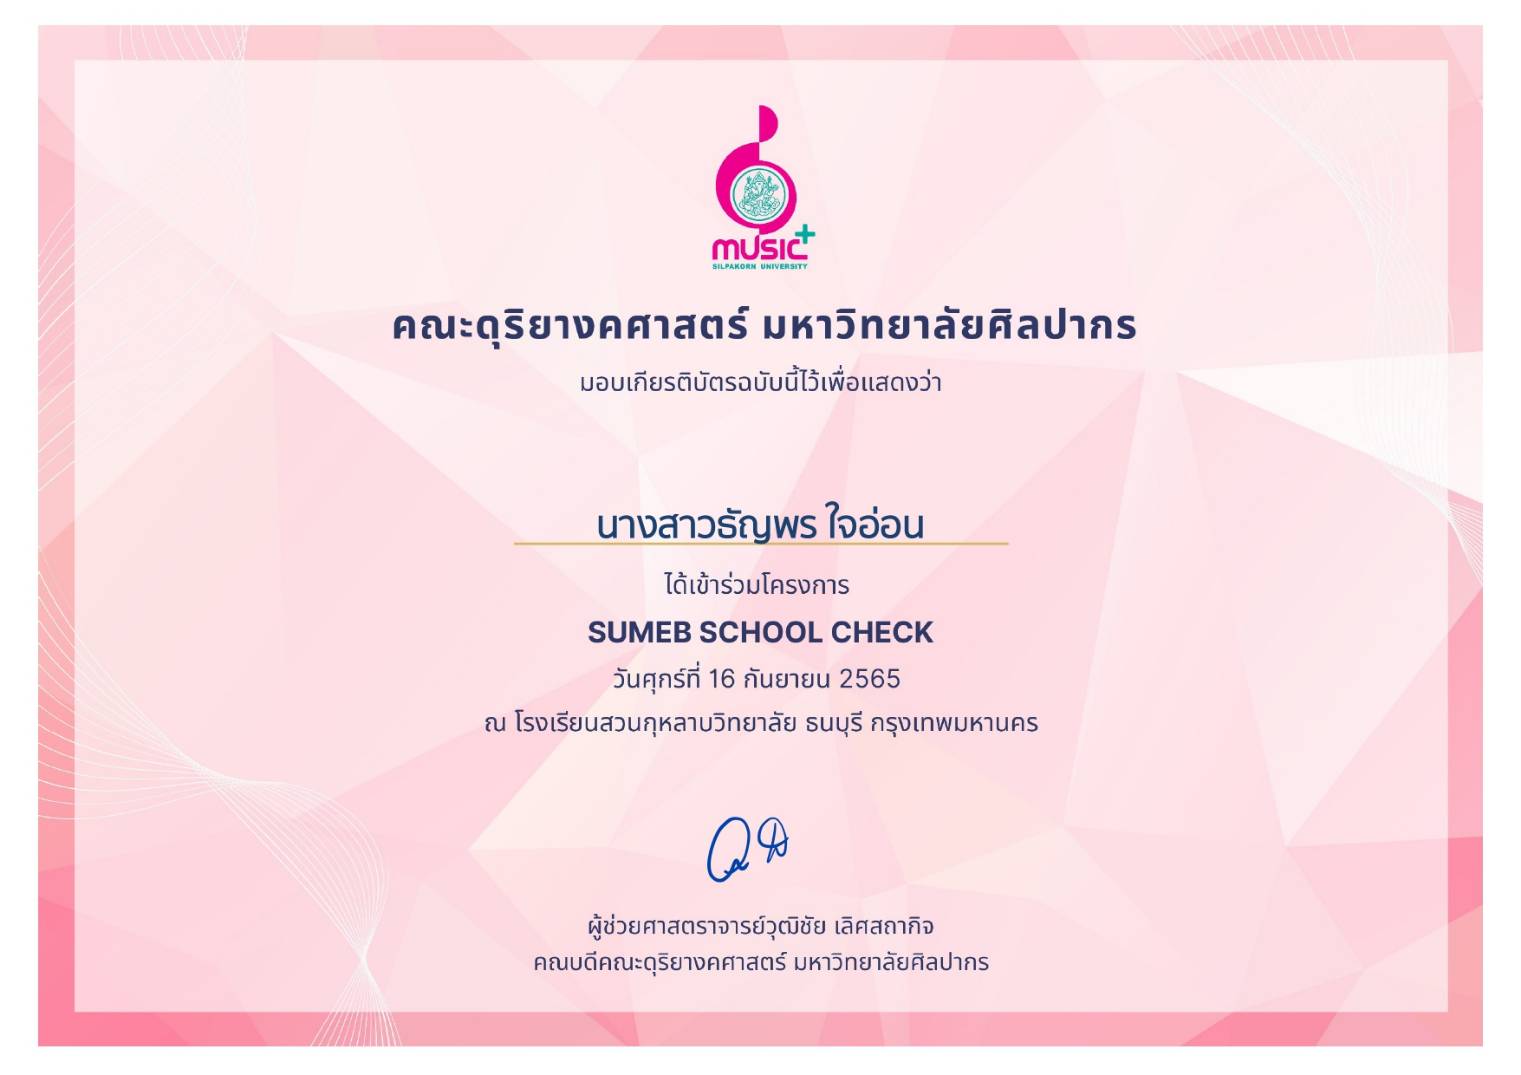 MUSIC+
SILPAKORN UNIVERSITY
คณะดุริยางคศาสตร์ มหาวิทยาลัยศิลปากร
มอบเกียรติบัตรฉบับนี้ไว้เพื่อแสดงว่า
นางสาวธัญพร ใจอ่อน
ได้เข้าร่วมโครงการ
SUMEB SCHOOL CHECK
วันศุกร์ที่ 16 กันยายน 2565
ณ โรงเรียนสวนกุหลาบวิทยาลัย ธนบุรี กรุงเทพมหานคร
ผู้ช่วยศาสตราจารย์วุฒิชัย เลิศสถากิจ
คณบดีคณะดุริยางคศาสตร์ มหาวิทยาลัยศิลปากร